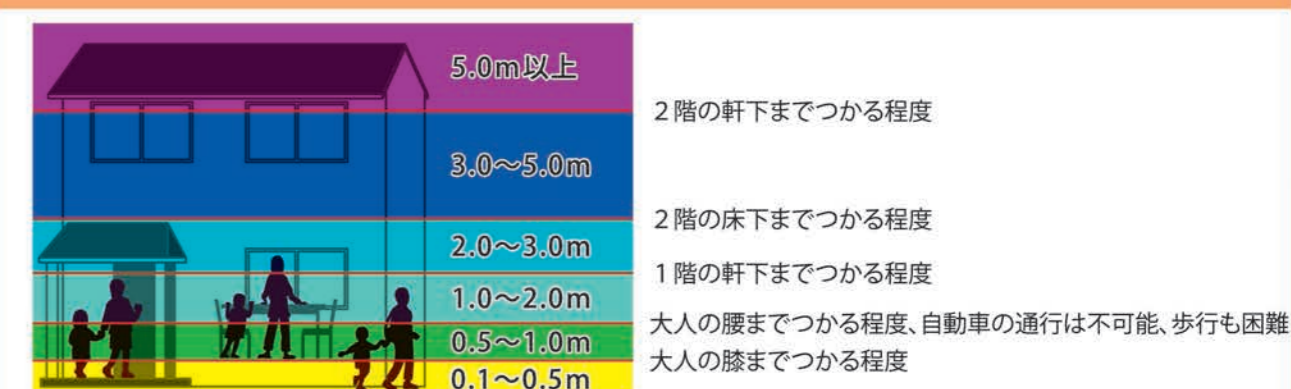 5.0m以上
2階の軒下までつかる程度
3.0～5.0m
2階の床下までつかる程度
2.0～3.0m
1階の軒下までつかる程度
1.0～2.0m
大人の腰までつかる程度、自動車の通行は不可能、歩行も困難
0.5～1.0m
大人の膝までつかる程度
0.1～0.5m